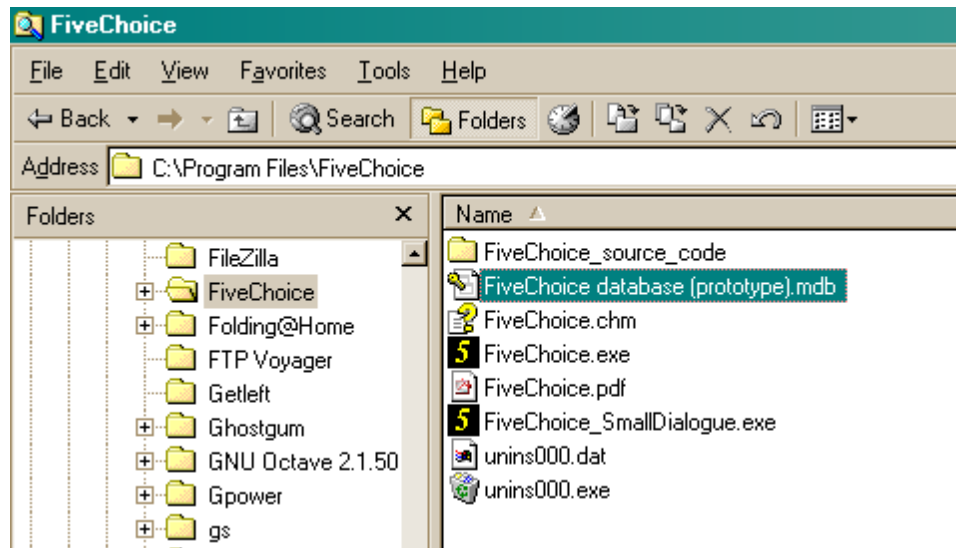 FiveChoice
File Edit View Favorites Tools Help
Back Search Folders
Address C:\Program Files\FiveChoice
Folders
FileZilla
FiveChoice
Folding@Home
FTP Voyager
Getleft
Ghostgum
GNU Octave 2.1.50
Gpower
gs
Name
FiveChoice_source_code
FiveChoice database (prototype).mdb
FiveChoice.chm
5 FiveChoice.exe
FiveChoice.pdf
5 FiveChoice_SmallDialogue.exe
unins000.dat
unins000.exe